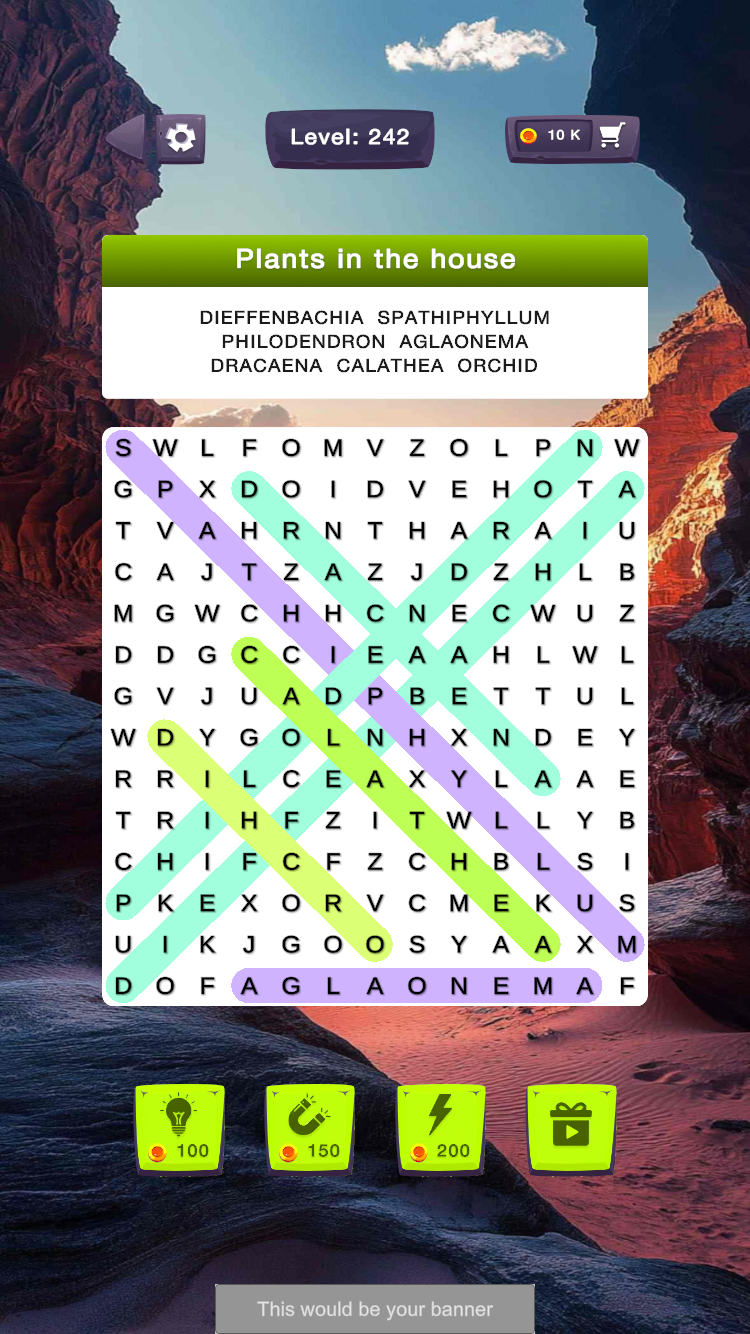 Level: 242
10 K
Plants in the house
DIEFFENBACHIA SPATHIPHYLLUM
PHILODENDRON AGLAONEMA
DRACAENA CALATHEA ORCHID
S W L F O M V Z O L P N W
G P X D O I D V E H O T A
T V A H R N T H A R A I U
C A J T Z A Z J D Z H L B
M G W C H H C N E C W U Z
D D G C C I E A A H L W L
G V J U A D P B E T T U L
W D Y G O L N H X N D E Y
R R I L C E A X Y L A A E
T R I H F Z I T W L L Y B
C H I F C F Z C H B L S I
P K E X O R V C M E K U S
U I K J G O O S Y A A X M
D O F A G L A O N E M A F
100 150 200
This would be your banner